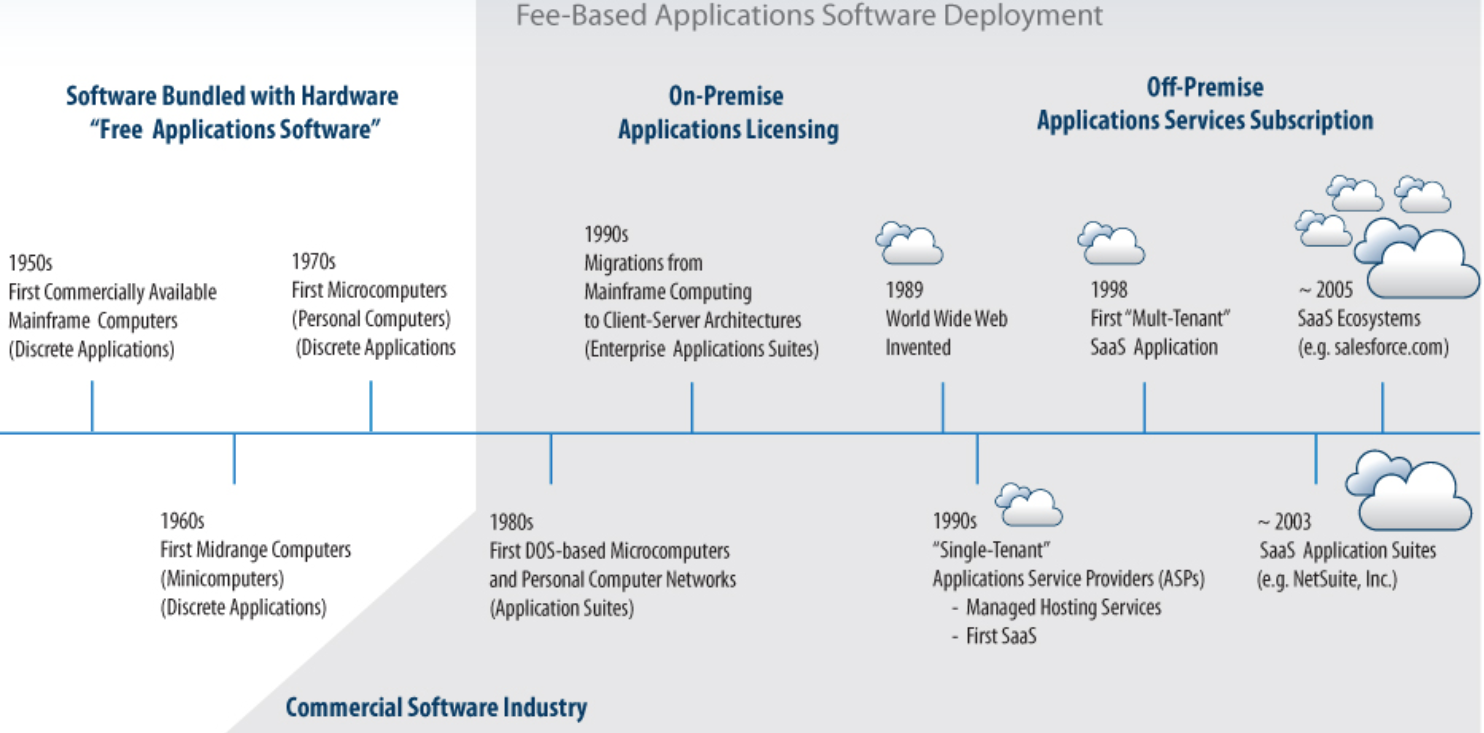 Fee-Based Applications Software Deployment
Software Bundled with Hardware
“Free Applications Software”
On-Premise
Applications Licensing
Off-Premise
Applications Services Subscription
1950s
First Commercially Available
Mainframe Computers
(Discrete Applications)
1970s
First Microcomputers
(Personal Computers)
(Discrete Applications
1990s
Migrations from
Mainframe Computing
to Client-Server Architectures
(Enterprise Applications Suites)
1989
World Wide Web
Invented
1998
First “Mult-Tenant”
SaaS Application
~ 2005
SaaS Ecosystems
(e.g. salesforce.com)
1960s
First Midrange Computers
(Minicomputers)
(Discrete Applications)
1980s
First DOS-based Microcomputers
and Personal Computer Networks
(Application Suites)
1990s
“Single-Tenant”
Applications Service Providers (ASPs)
- Managed Hosting Services
- First SaaS
~ 2003
SaaS Application Suites
(e.g. NetSuite, Inc.)
Commercial Software Industry